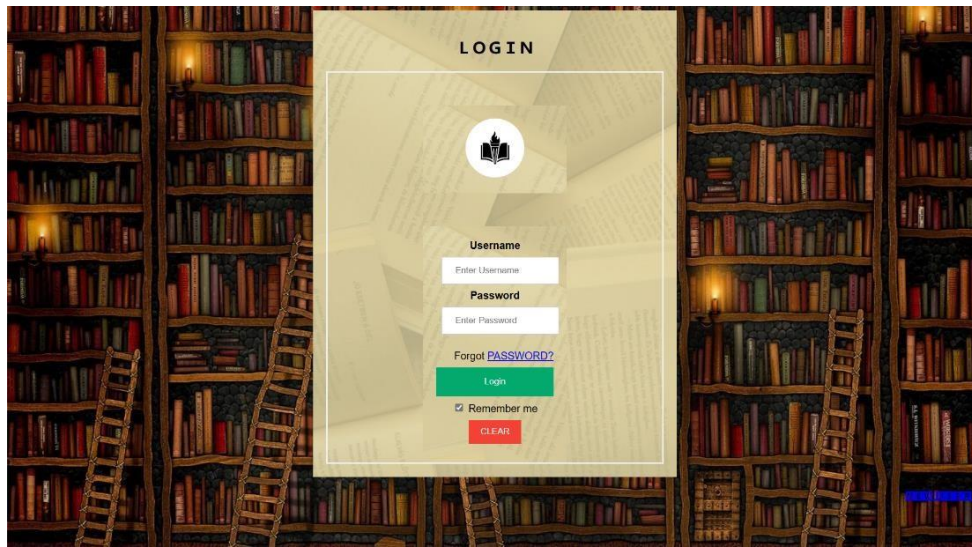 LOGIN
Username
Enter Username
Password
Enter Password
Forgot PASSWORD?
Login
Remember me
CLEAR